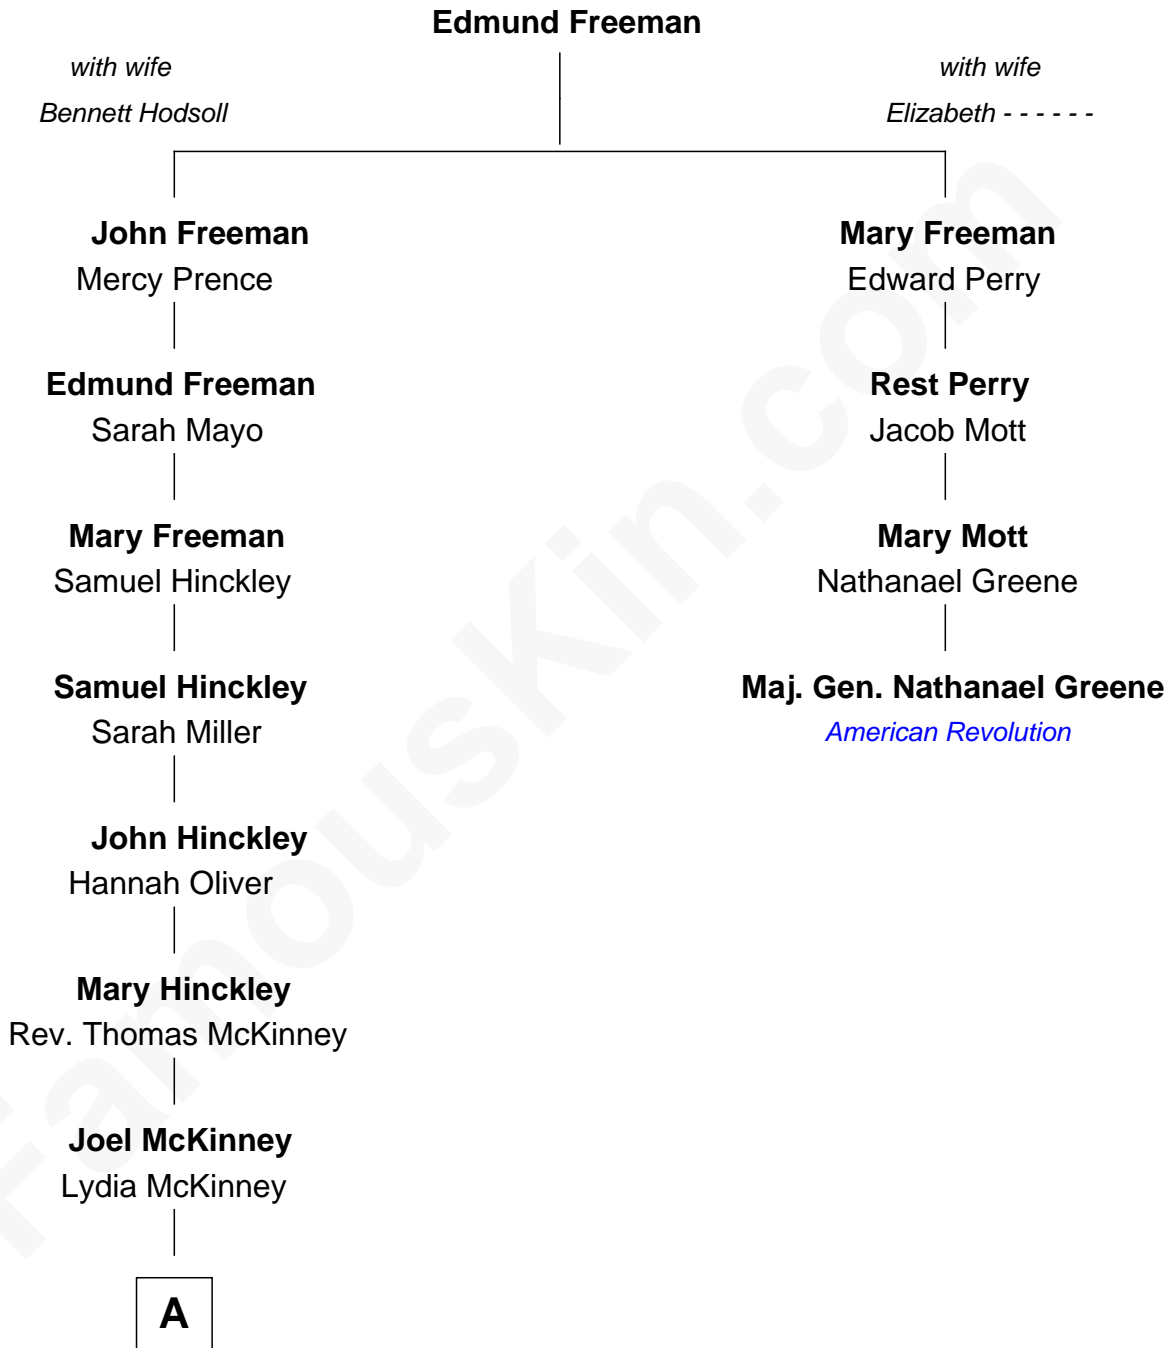 Edmund Freeman
with wife
Bennett Hodsoll
with wife
Elizabeth - - - - - -
John Freeman
Mercy Prence
Mary Freeman
Edward Perry
Edmund Freeman
Sarah Mayo
Rest Perry
Jacob Mott
Mary Freeman
Samuel Hinckley
Mary Mott
Nathanael Greene
Samuel Hinckley
Sarah Miller
Maj. Gen. Nathanael Greene
American Revolution
John Hinckley
Hannah Oliver
Mary Hinckley
Rev. Thomas McKinney
Joel McKinney
Lydia McKinney
A
FamousKin.com